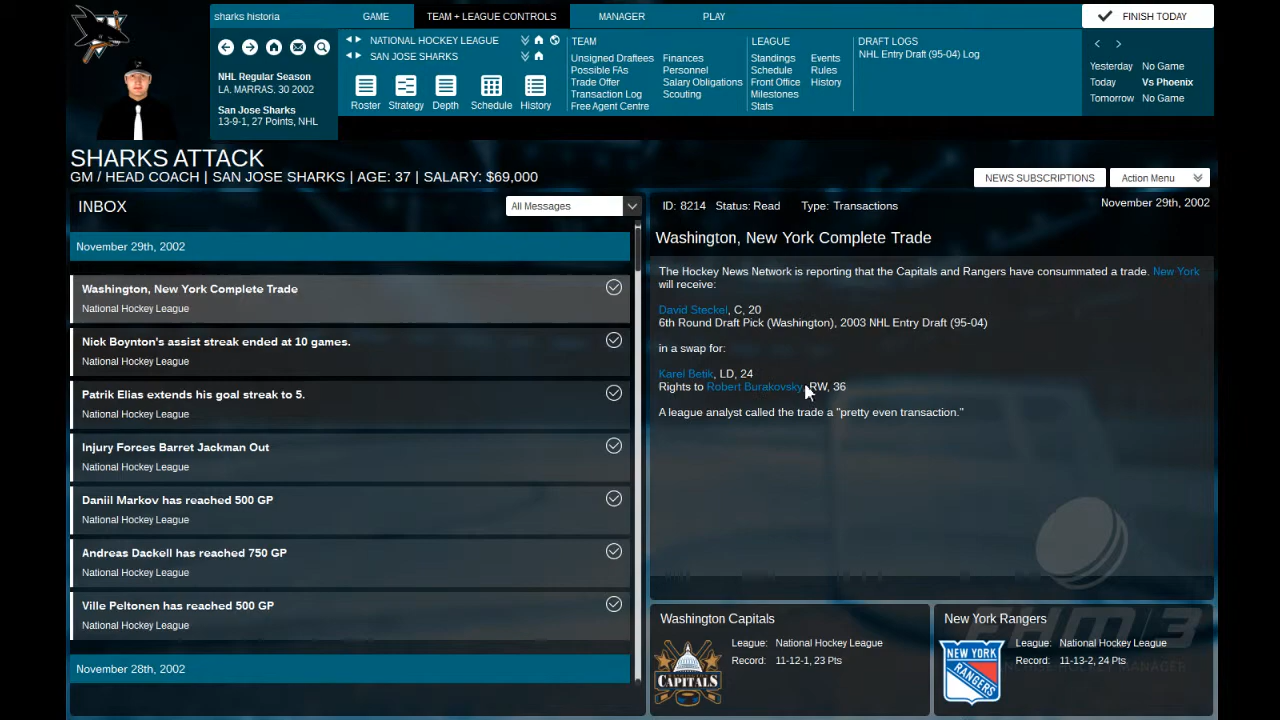 sharks historia
GAME
TEAM + LEAGUE CONTROLS
MANAGER
PLAY
FINISH TODAY
NHL Regular Season
LA. MARRAS. 30 2002
San Jose Sharks
13-9-1, 27 Points, NHL
NATIONAL HOCKEY LEAGUE
SAN JOSE SHARKS
Roster
Strategy
Depth
Schedule
History
TEAM
Unsigned Draftees
Possible FAs
Trade Offer
Transaction Log
Free Agent Centre
Finances
Personnel
Salary Obligations
Scouting
LEAGUE
Standings
Schedule
Front Office
Milestones
Stats
Events
Rules
History
DRAFT LOGS
NHL Entry Draft (95-04) Log
Yesterday No Game
Today Vs Phoenix
Tomorrow No Game
SHARKS ATTACK
GM / HEAD COACH | SAN JOSE SHARKS | AGE: 37 | SALARY: $69,000
NEWS SUBSCRIPTIONS
Action Menu
INBOX
All Messages
November 29th, 2002
Washington, New York Complete Trade
National Hockey League
Nick Boynton's assist streak ended at 10 games.
National Hockey League
Patrik Elias extends his goal streak to 5.
National Hockey League
Injury Forces Barret Jackman Out
National Hockey League
Daniil Markov has reached 500 GP
National Hockey League
Andreas Dackell has reached 750 GP
National Hockey League
Ville Peltonen has reached 500 GP
National Hockey League
November 28th, 2002
ID: 8214 Status: Read Type: Transactions
November 29th, 2002
Washington, New York Complete Trade
The Hockey News Network is reporting that the Capitals and Rangers have consummated a trade. New York
will receive:
David Steckel, C, 20
6th Round Draft Pick (Washington), 2003 NHL Entry Draft (95-04)
in a swap for:
Karel Betik, LD, 24
Rights to Robert Burakovsky, RW, 36
A league analyst called the trade a "pretty even transaction."
Washington Capitals
League: National Hockey League
Record: 11-12-1, 23 Pts
CAPITALS
New York Rangers
League: National Hockey League
Record: 11-13-2, 24 Pts
NEW YORK
RANGERS